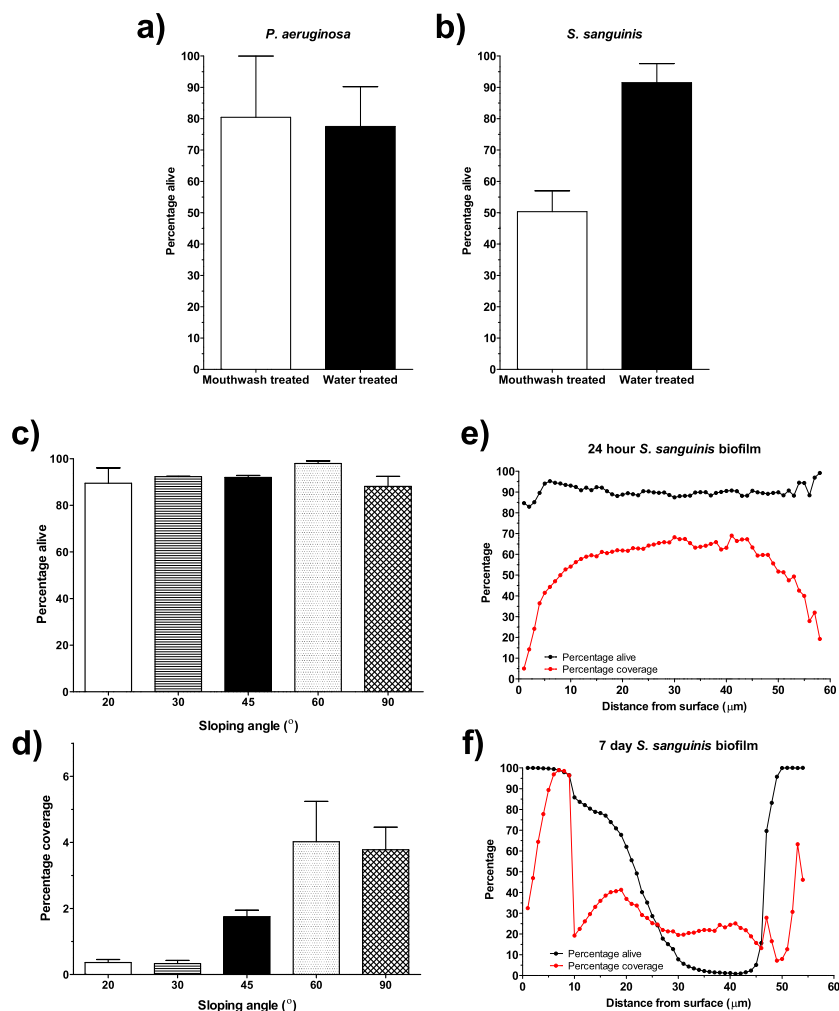 a)
P. aeruginosa
100
90
80
70
60
50
40
30
20
10
0
Percentage alive
Mouthwash treated
Water treated
b)
S. sanguinis
100
90
80
70
60
50
40
30
20
10
0
Percentage alive
Mouthwash treated
Water treated
c)
100
80
60
40
20
0
Percentage alive
20
30
45
60
90
Sloping angle (°)
e)
24 hour S. sanguinis biofilm
100
90
80
70
60
50
40
30
20
10
0
Percentage
Percentage alive
Percentage coverage
0
10
20
30
40
50
60
Distance from surface (μm)
d)
6
4
2
0
Percentage coverage
20
30
45
60
90
Sloping angle (°)
f)
7 day S. sanguinis biofilm
100
90
80
70
60
50
40
30
20
10
0
Percentage
Percentage alive
Percentage coverage
0
10
20
30
40
50
60
Distance from surface (μm)